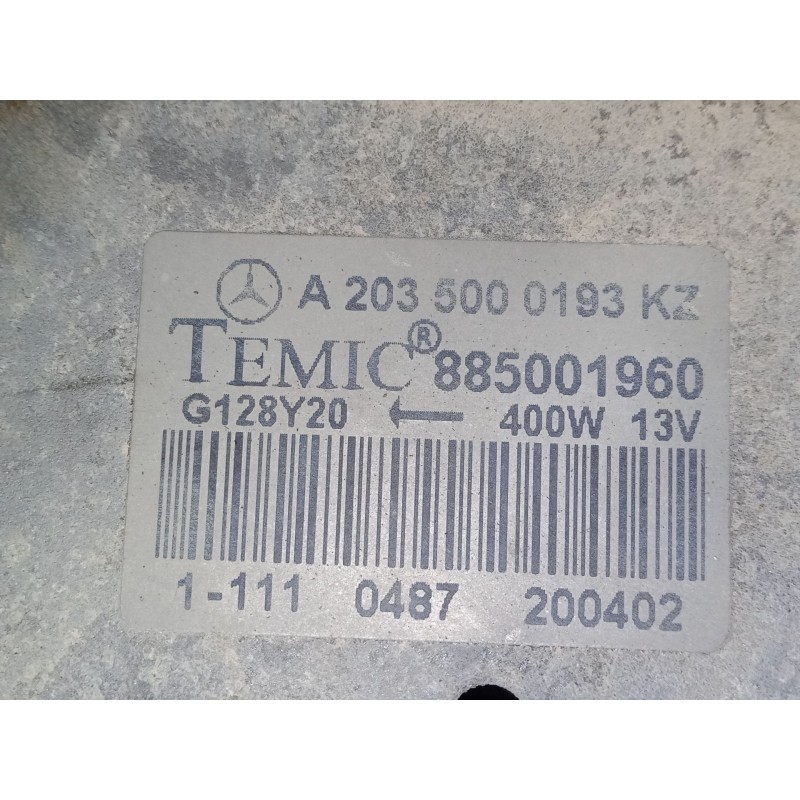 A 203 500 0193 KZ
TEMIC® 885001960
G128Y20 ← 400W 13V
1-111 0487 200402